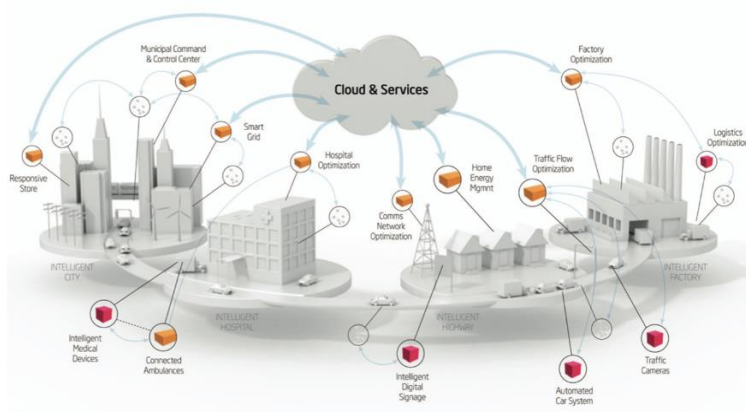 Municipal Command
& Control Center
Cloud & Services
Factory
Optimization
Smart
Grid
Logistics
Optimization
Responsive
Store
Hospital
Optimization
Home
Energy
Mgmnt
Traffic Flow
Optimization
Comms
Network
Optimization
INTELLIGENT
CITY
INTELLIGENT
HOSPITAL
INTELLIGENT
HIGHWAY
INTELLIGENT
FACTORY
Intelligent
Medical
Devices
Connected
Ambulances
Intelligent
Digital
Signage
Automated
Car System
Traffic
Cameras